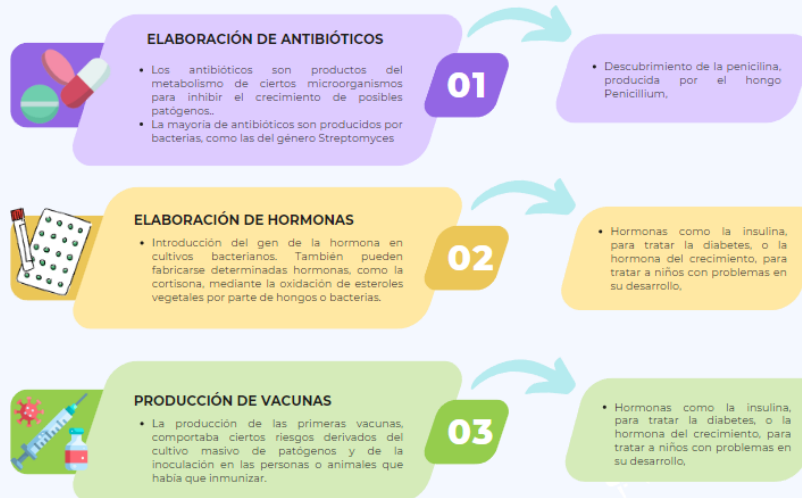 ELABORACIÓN DE ANTIBIÓTICOS
• Los antibióticos son productos del
metabolismo de ciertos microorganismos
para inhibir el crecimiento de posibles
patógenos..
• La mayoría de antibióticos son producidos por
bacterias, como las del género Streptomyces
01
• Descubrimiento de la penicilina,
producida por el hongo
Penicillium,
ELABORACIÓN DE HORMONAS
• Introducción del gen de la hormona en
cultivos bacterianos. También pueden
fabricarse determinadas hormonas, como la
cortisona, mediante la oxidación de esteroles
vegetales por parte de hongos o bacterias.
02
• Hormonas como la insulina,
para tratar la diabetes, o la
hormona del crecimiento, para
tratar a niños con problemas en
su desarrollo,
PRODUCCIÓN DE VACUNAS
• La producción de las primeras vacunas,
comportaba ciertos riesgos derivados del
cultivo masivo de patógenos y de la
inoculación en las personas o animales que
había que inmunizar.
03
• Hormonas como la insulina,
para tratar la diabetes, o la
hormona del crecimiento, para
tratar a niños con problemas en
su desarrollo,